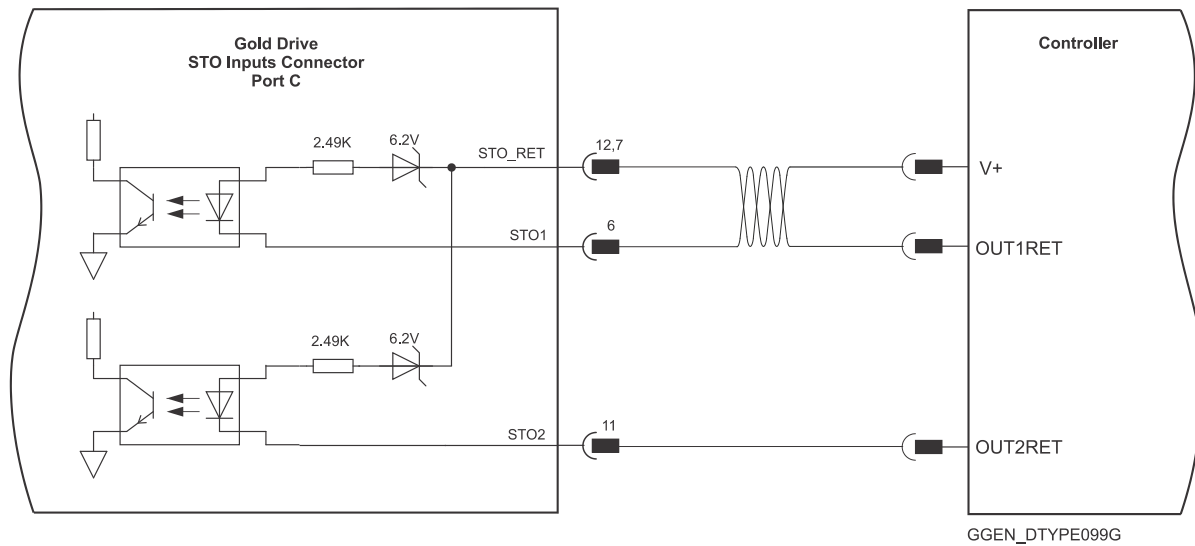 Gold Drive
STO Inputs Connector
Port C
Controller
2.49K
6.2V
STO_RET
12,7
V+
STO1
6
OUT1RET
2.49K
6.2V
STO2
11
OUT2RET
GGEN_DTYPE099G